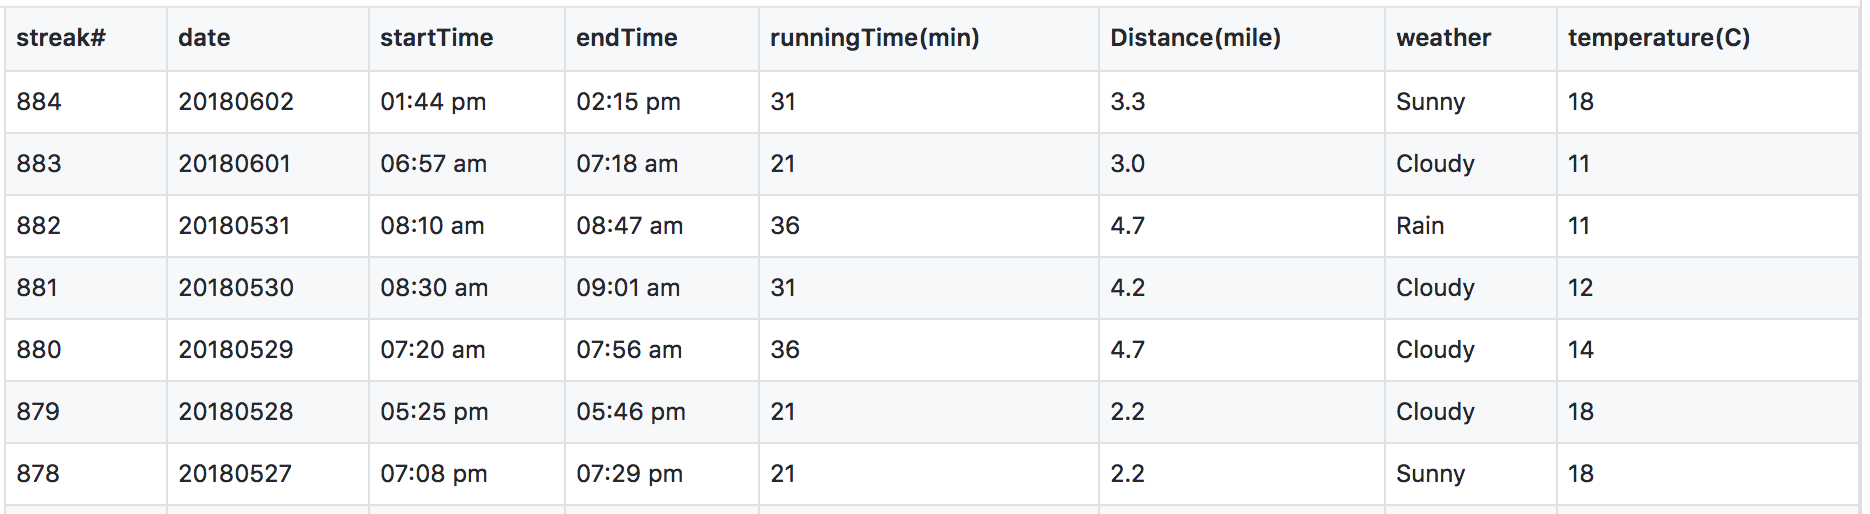 streak# date startTime endTime runningTime(min) Distance(mile) weather temperature(C)
884 20180602 01:44 pm 02:15 pm 31 3.3 Sunny 18
883 20180601 06:57 am 07:18 am 21 3.0 Cloudy 11
882 20180531 08:10 am 08:47 am 36 4.7 Rain 11
881 20180530 08:30 am 09:01 am 31 4.2 Cloudy 12
880 20180529 07:20 am 07:56 am 36 4.7 Cloudy 14
879 20180528 05:25 pm 05:46 pm 21 2.2 Cloudy 18
878 20180527 07:08 pm 07:29 pm 21 2.2 Sunny 18